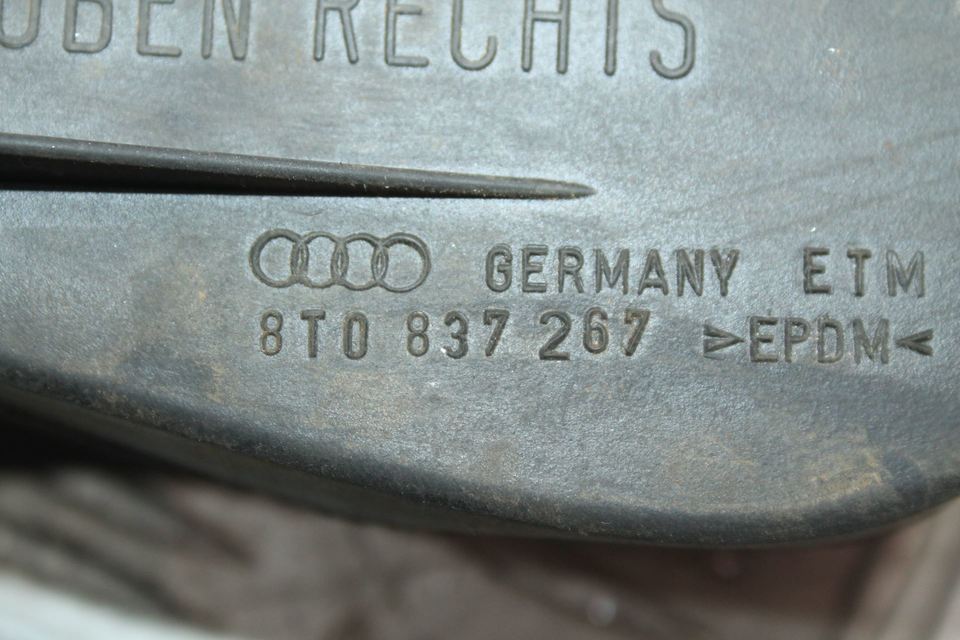 OBEN RECHTS
GERMANY ETM
8T0 837 267 >EPDM<